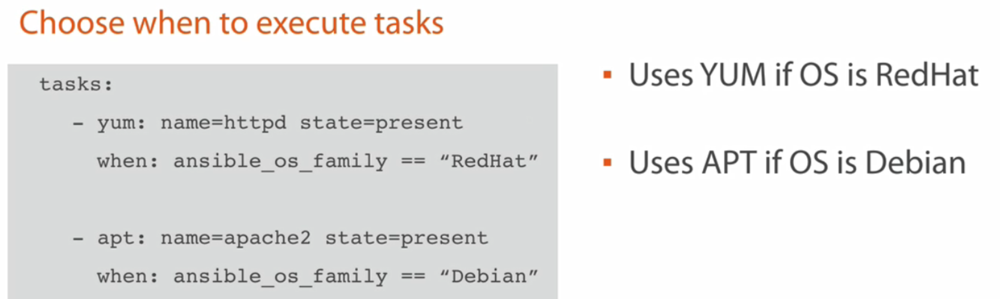 Choose when to execute tasks
tasks:
- yum: name=httpd state=present
when: ansible_os_family == “RedHat”
- apt: name=apache2 state=present
when: ansible_os_family == “Debian”
▪ Uses YUM if OS is RedHat
▪ Uses APT if OS is Debian